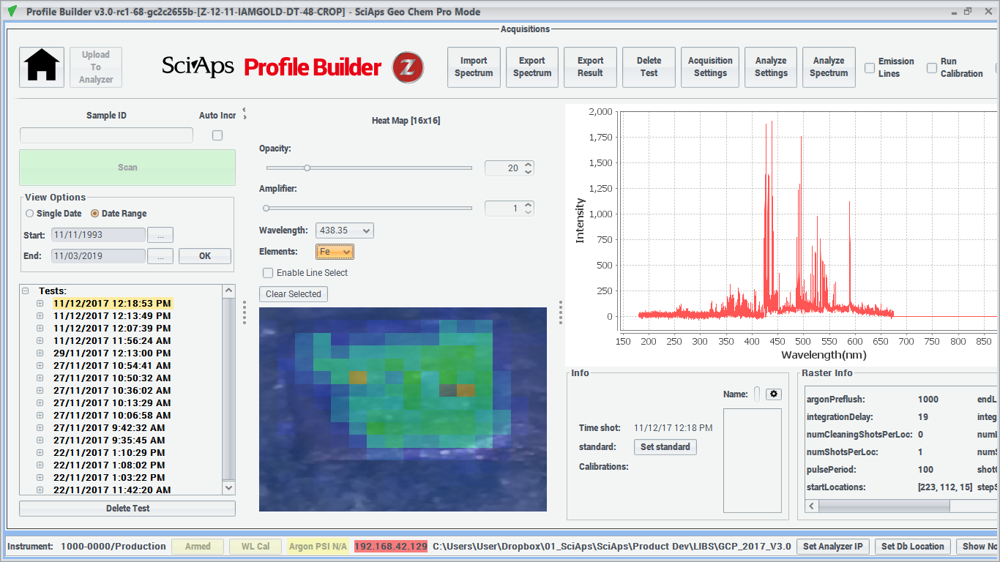 Profile Builder v3.0-rc1-68-gc2c2655b-[Z-12-11-IAMGOLD-DT-48-CROP] - SciAps Geo Chem Pro Mode
Acquisitions
Upload
To
Analyzer
SciAps Profile Builder Z
Import
Spectrum
Export
Spectrum
Export
Result
Delete
Test
Acquisition
Settings
Analyze
Settings
Analyze
Spectrum
Emission
Lines
Run
Calibration
Sample ID
Auto Incr
Scan
View Options
Single Date
Date Range
Start: 11/11/1993 ...
End: 11/03/2019 ... OK
Tests:
11/12/2017 12:18:53 PM
11/12/2017 12:13:49 PM
11/12/2017 12:07:39 PM
11/12/2017 11:56:24 AM
29/11/2017 12:13:00 PM
27/11/2017 10:54:41 AM
27/11/2017 10:50:32 AM
27/11/2017 10:36:02 AM
27/11/2017 10:13:29 AM
27/11/2017 10:06:58 AM
27/11/2017 9:42:32 AM
27/11/2017 9:35:45 AM
22/11/2017 1:10:29 PM
22/11/2017 1:08:02 PM
22/11/2017 1:03:22 PM
22/11/2017 11:42:20 AM
Delete Test
Heat Map [16x16]
Opacity:
20
Amplifier:
1
Wavelength: 438.35
Elements: Fe
Enable Line Select
Clear Selected
Intensity
2,000
1,750
1,500
1,250
1,000
750
500
250
0
150 200 250 300 350 400 450 500 550 600 650 700 750 800 850
Wavelength(nm)
Info
Name:
Time shot: 11/12/17 12:18 PM
standard: Set standard
Calibrations:
Raster Info
argonPreflush: 1000 endL
integrationDelay: 19 integ
numCleaningShotsPerLoc: 0 numL
numShotsPerLoc: 1 numS
pulsePeriod: 100 shot
startLocations: [223, 112, 15] stepS
Instrument: 1000-0000/Production Armed WL Cal Argon PSI N/A 192.168.42.129 C:\Users\User\Dropbox\01_SciAps\SciAps\Product Dev\LIBS\GCP_2017_V3.0 Set Analyzer IP Set Db Location Show No